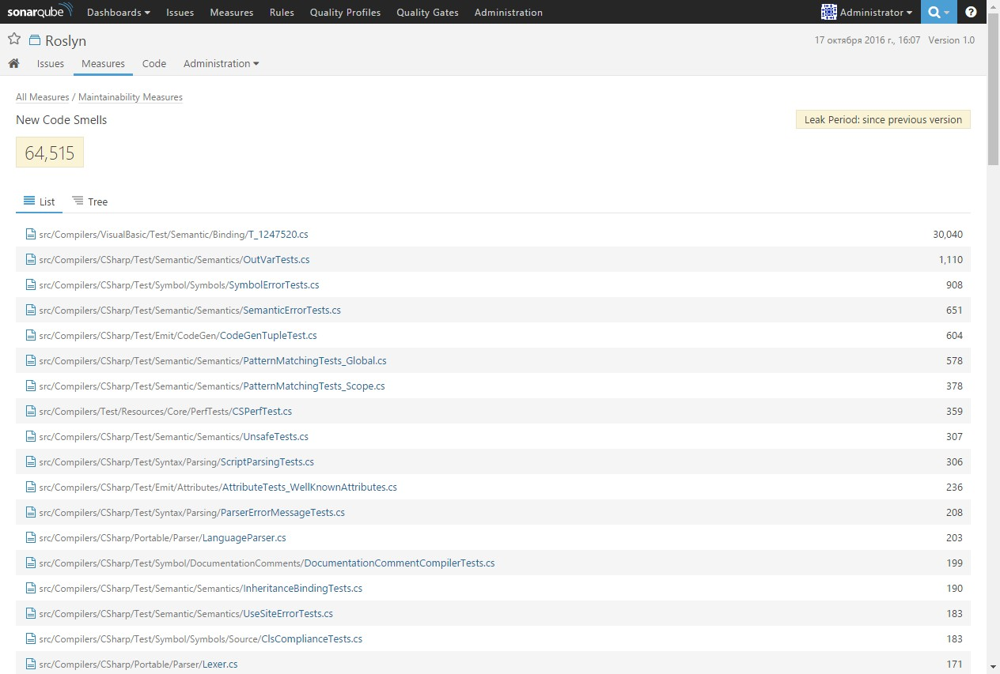 sonarqube Dashboards Issues Measures Rules Quality Profiles Quality Gates Administration Administrator ?
Roslyn 17 октября 2016 г., 16:07 Version 1.0
Issues Measures Code Administration
All Measures / Maintainability Measures
New Code Smells Leak Period: since previous version
64,515
List Tree
src/Compilers/VisualBasic/Test/Semantic/Binding/T_1247520.cs 30,040
src/Compilers/CSharp/Test/Semantic/Semantics/OutVarTests.cs 1,110
src/Compilers/CSharp/Test/Symbol/Symbols/SymbolErrorTests.cs 908
src/Compilers/CSharp/Test/Semantic/Semantics/SemanticErrorTests.cs 651
src/Compilers/CSharp/Test/Emit/CodeGen/CodeGenTupleTest.cs 604
src/Compilers/CSharp/Test/Semantic/Semantics/PatternMatchingTests_Global.cs 578
src/Compilers/CSharp/Test/Semantic/Semantics/PatternMatchingTests_Scope.cs 378
src/Compilers/Test/Resources/Core/PerfTests/CSPerfTest.cs 359
src/Compilers/CSharp/Test/Semantic/Semantics/UnsafeTests.cs 307
src/Compilers/CSharp/Test/Syntax/Parsing/ScriptParsingTests.cs 306
src/Compilers/CSharp/Test/Emit/Attributes/AttributeTests_WellKnownAttributes.cs 236
src/Compilers/CSharp/Test/Syntax/Parsing/ParserErrorMessageTests.cs 208
src/Compilers/CSharp/Portable/Parser/LanguageParser.cs 203
src/Compilers/CSharp/Test/Symbol/DocumentationComments/DocumentationCommentCompilerTests.cs 199
src/Compilers/CSharp/Test/Semantic/Semantics/InheritanceBindingTests.cs 190
src/Compilers/CSharp/Test/Semantic/Semantics/UseSiteErrorTests.cs 183
src/Compilers/CSharp/Test/Symbol/Symbols/Source/ClsComplianceTests.cs 183
src/Compilers/CSharp/Portable/Parser/Lexer.cs 171